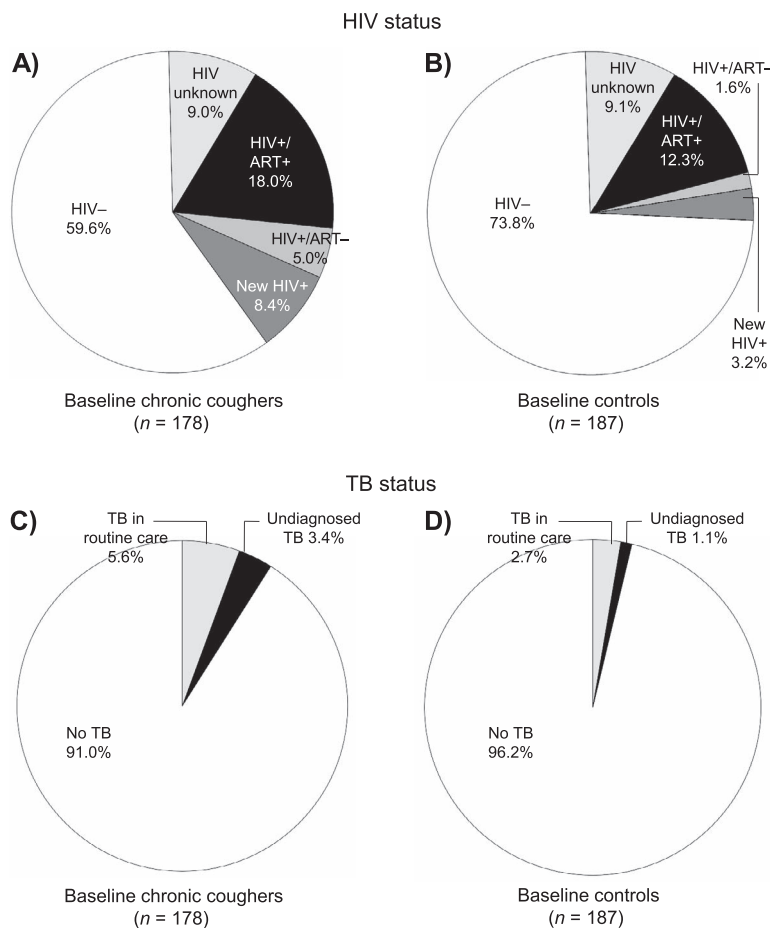 HIV status
A)
HIV
unknown
9.0%
HIV+/
ART+
18.0%
HIV+/ART–
5.0%
New HIV+
8.4%
HIV–
59.6%
Baseline chronic coughers
(n = 178)
B)
HIV
unknown
9.1%
HIV+/
ART+
12.3%
HIV+/ART–
1.6%
New
HIV+
3.2%
HIV–
73.8%
Baseline controls
(n = 187)
TB status
C)
TB in
routine care
5.6%
Undiagnosed
TB 3.4%
No TB
91.0%
Baseline chronic coughers
(n = 178)
D)
TB in
routine care
2.7%
Undiagnosed
TB 1.1%
No TB
96.2%
Baseline controls
(n = 187)